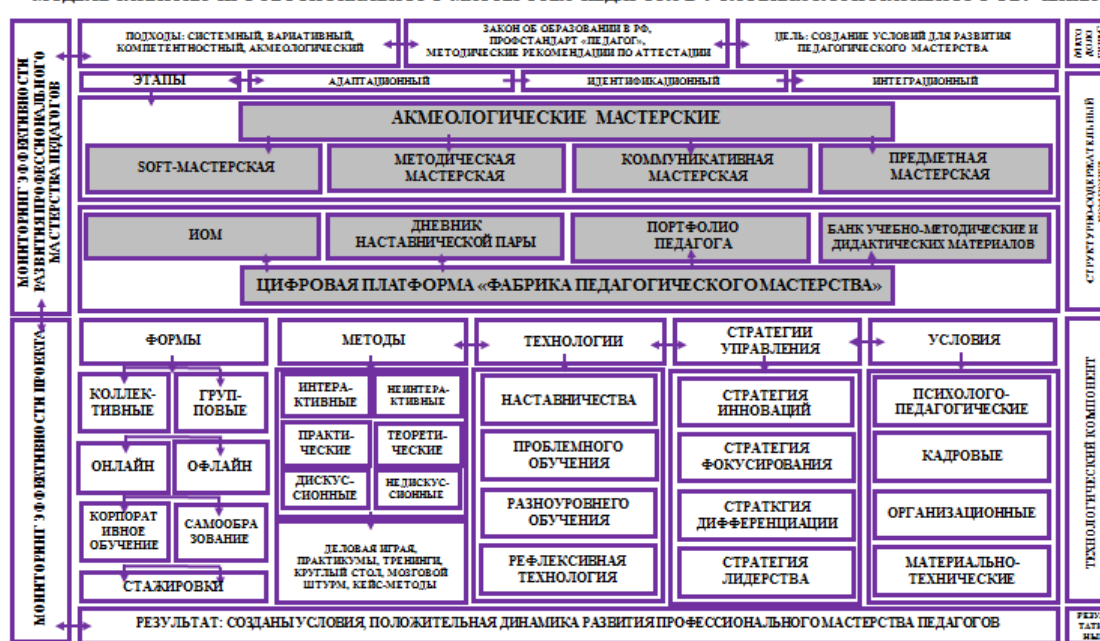 ПОДХОДЫ: СИСТЕМНЫЙ, ВАРИАТИВНЫЙ,
КОМПЕТЕНТНОСТНЫЙ, АКМЕОЛОГИЧЕСКИЙ
ЗАКОН ОБ ОБРАЗОВАНИИ В РФ,
ПРОФСТАНДАРТ «ПЕДАГОГ»,
МЕТОДИЧЕСКИЕ РЕКОМЕНДАЦИИ ПО АТТЕСТАЦИИ
ЦЕЛЬ: СОЗДАНИЕ УСЛОВИЙ ДЛЯ РАЗВИТИЯ
ПЕДАГОГИЧЕСКОГО МАСТЕРСТВА
МОНИТОРИНГ ЭФФЕКТИВНОСТИ
РАЗВИТИЯ ПРОФЕССИОНАЛЬНОГО
МАСТЕРСТВА ПЕДАГОГОВ
ЭТАПЫ
АДАПТАЦИОННЫЙ
ИДЕНТИФИКАЦИОННЫЙ
ИНТЕГРАЦИОННЫЙ
АКМЕОЛОГИЧЕСКИЕ МАСТЕРСКИЕ
SOFT-МАСТЕРСКАЯ
МЕТОДИЧЕСКАЯ
МАСТЕРСКАЯ
КОММУНИКАТИВНАЯ
МАСТЕРСКАЯ
ПРЕДМЕТНАЯ
МАСТЕРСКАЯ
ИОМ
ДНЕВНИК
НАСТАВНИЧЕСКОЙ ПАРЫ
ПОРТФОЛИО
ПЕДАГОГА
БАНК УЧЕБНО-МЕТОДИЧЕСКИЕ И
ДИДАКТИЧЕСКИХ МАТЕРИАЛОВ
ЦИФРОВАЯ ПЛАТФОРМА «ФАБРИКА ПЕДАГОГИЧЕСКОГО МАСТЕРСТВА»
МОНИТОРИНГ ЭФФЕКТИВНОСТИ ПРОЕКТА
ФОРМЫ
КОЛЛЕК-
ТИВНЫЕ
ГРУП-
ПОВЫЕ
ОНЛАЙН
ОФЛАЙН
КОРПОРАТ
ИВНОЕ
ОБУЧЕНИЕ
САМООБРА
ЗОВАНИЕ
СТАЖИРОВКИ
МЕТОДЫ
ИНТЕРА-
КТИВНЫЕ
НЕИНТЕРА-
КТИВНЫЕ
ПРАКТИ-
ЧЕСКИЕ
ТЕОРЕТИ-
ЧЕСКИЕ
ДИСКУС-
СИОННЫЕ
НЕДИСКУС-
СИОННЫЕ
ДЕЛОВАЯ ИГРАЯ,
ПРАКТИКУМЫ, ТРЕНИНГИ,
КРУГЛЫЙ СТОЛ, МОЗГОВОЙ
ШТУРМ, КЕЙС-МЕТОДЫ
ТЕХНОЛОГИИ
НАСТАВНИЧЕСТВА
ПРОБЛЕМНОГО
ОБУЧЕНИЯ
РАЗНОУРОВНЕГО
ОБУЧЕНИЯ
РЕФЛЕКСИВНАЯ
ТЕХНОЛОГИЯ
СТРАТЕГИИ
УПРАВЛЕНИЯ
СТРАТЕГИЯ
ИННОВАЦИЙ
СТРАТЕГИЯ
ФОКУСИРОВАНИЯ
СТРАТКГИЯ
ДИФФЕРЕНЦИАЦИИ
СТРАТЕГИЯ
ЛИДЕРСТВА
УСЛОВИЯ
ПСИХОЛОГО-
ПЕДАГОГИЧЕСКИЕ
КАДРОВЫЕ
ОРГАНИЗАЦИОННЫЕ
МАТЕРИАЛЬНО-
ТЕХНИЧЕСКИЕ
ТЕХНОЛОГИЧЕСКИЙ КОМПОНЕНТ
РЕЗУЛЬТАТ: СОЗДАНЫ УСЛОВИЯ, ПОЛОЖИТЕЛЬНАЯ ДИНАМИКА РАЗВИТИЯ ПРОФЕССИОНАЛЬНОГО МАСТЕРСТВА ПЕДАГОГОВ